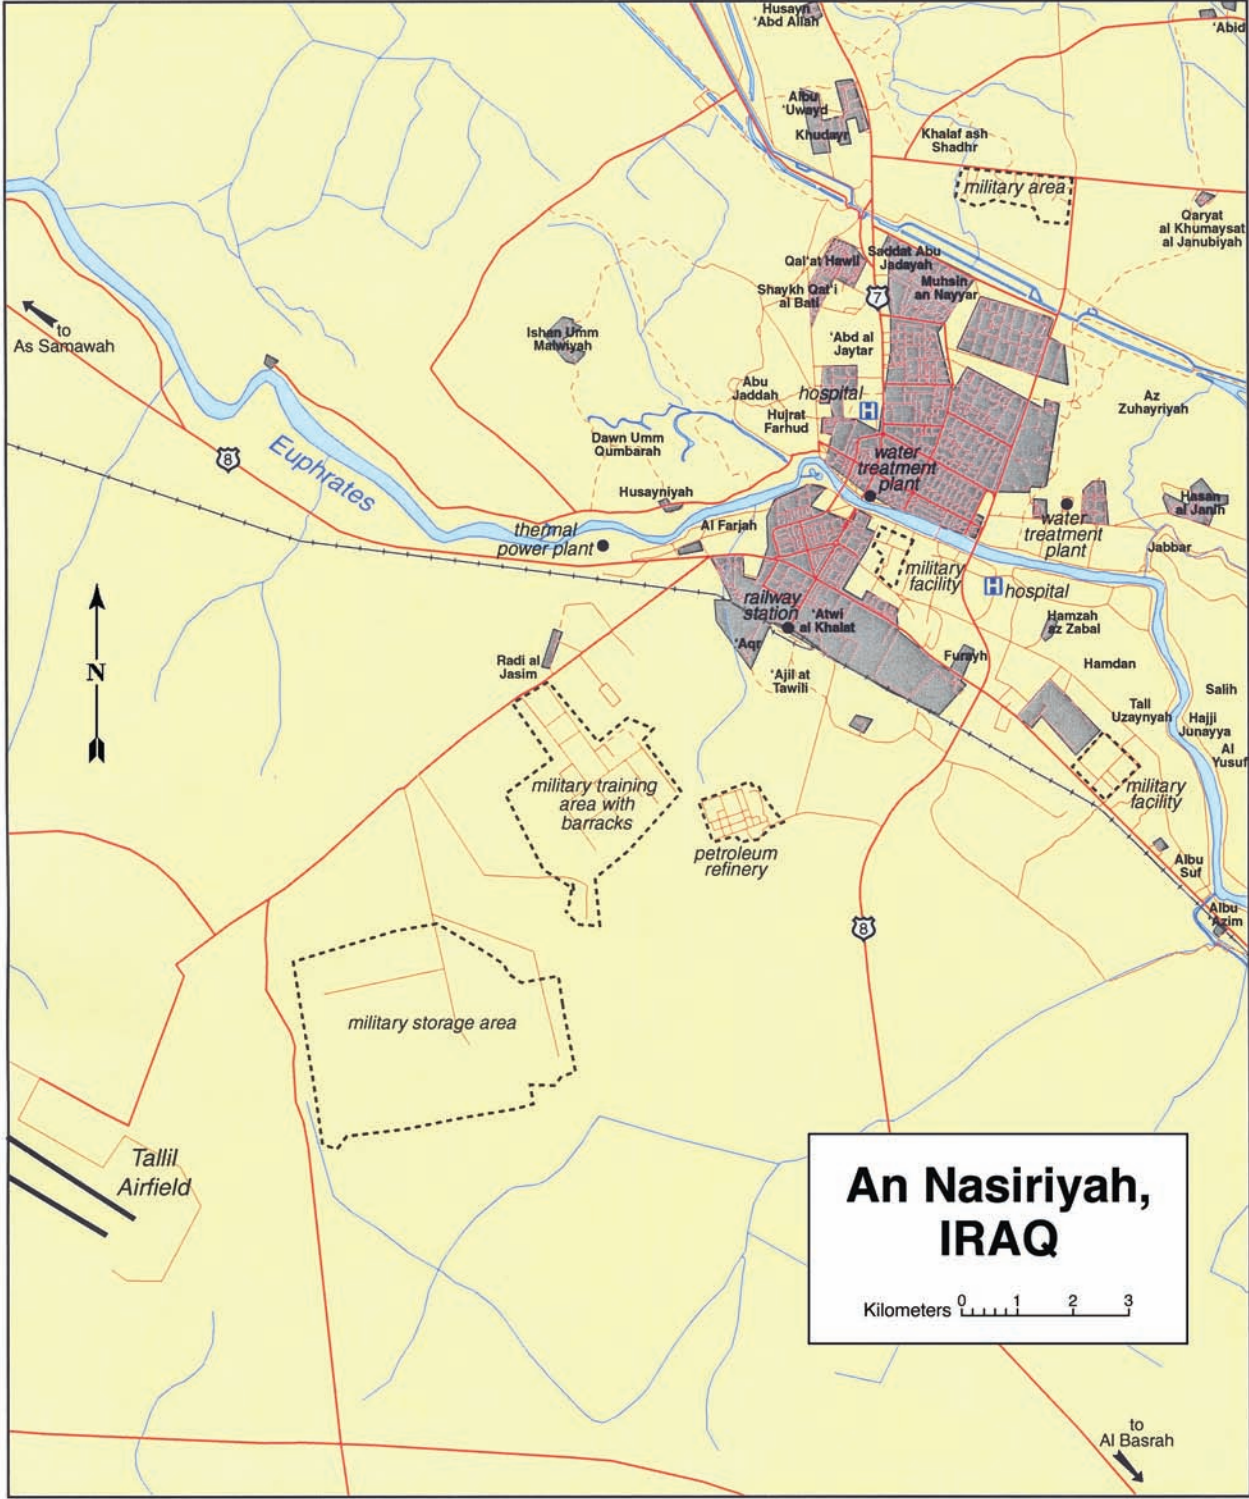 Husayn
'Abd Allah
'Abid
Albu
'Uwayd
Khudayr
Khalaf ash
Shadhr
military area
Qaryat
al Khumaysat
al Janubiyah
Qal'at Hawil
Saddat Abu
Jadayah
Muhsin
an Nayyar
Shaykh Qat'i
al Bati
7
to
As Samawah
Ishan Umm
Malwiyah
'Abd al
Jaytar
Abu
Jaddah
hospital
H
Hujrat
Farhud
Az
Zuhayriyah
Dawn Umm
Qumbarah
water
treatment
plant
8
Euphrates
Husayniyah
Hasan
al Janih
water
treatment
plant
Al Farjah
thermal
power plant
Jabbar
military
facility
H hospital
railway
station
'Atwi
al Khalat
Hamzah
az Zabal
N
'Aqr
Furayh
Radi al
Jasim
'Ajil at
Tawili
Hamdan
Salih
Tall
Uzaynyah
Hajji
Junayya
Al
Yusuf
military training
area with
barracks
military
facility
petroleum
refinery
Albu
Suf
Albu
'Azim
8
military storage area
Tallil
Airfield
An Nasiriyah,
IRAQ
Kilometers 0 1 2 3
to
Al Basrah